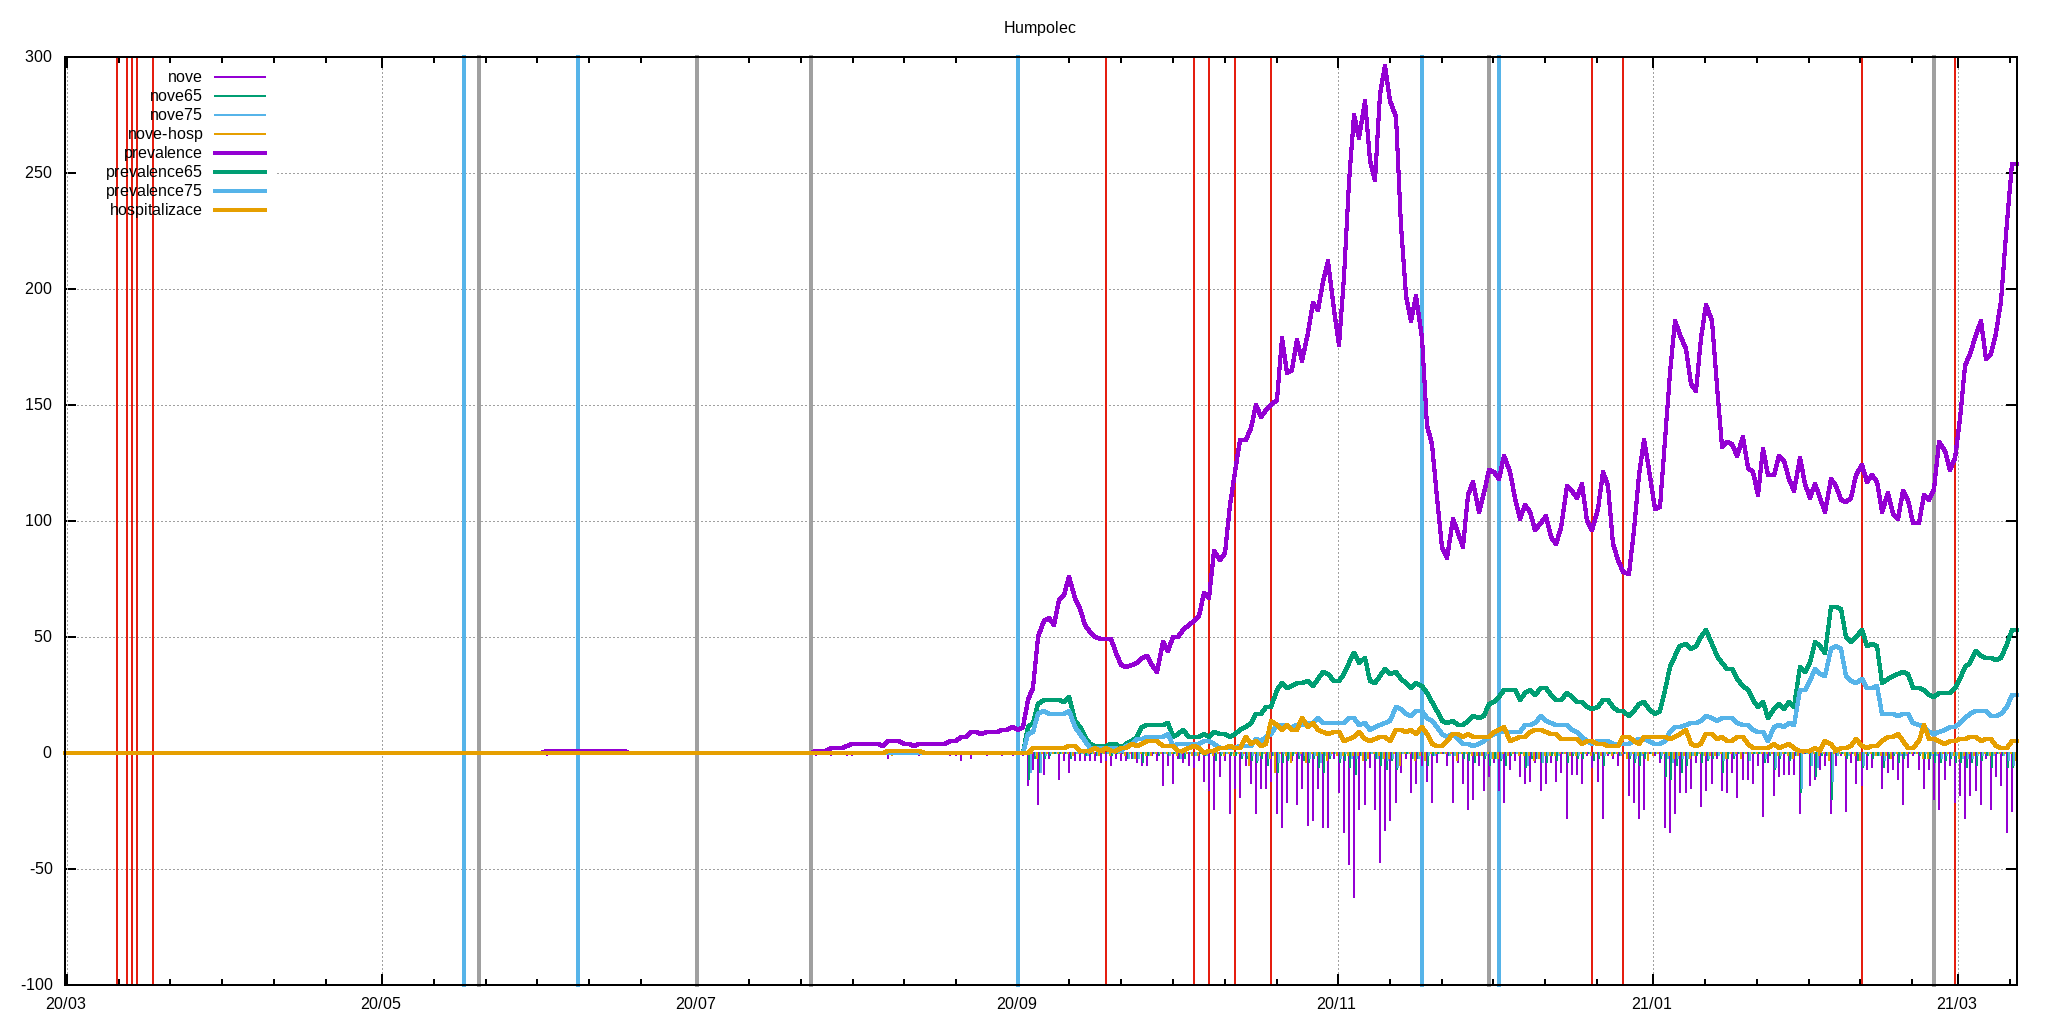 Humpolec
300
250
200
150
100
50
0
-50
-100
nove
nove65
nove75
nove-hosp
prevalence
prevalence65
prevalence75
hospitalizace
20/03 20/05 20/07 20/09 20/11 21/01 21/03